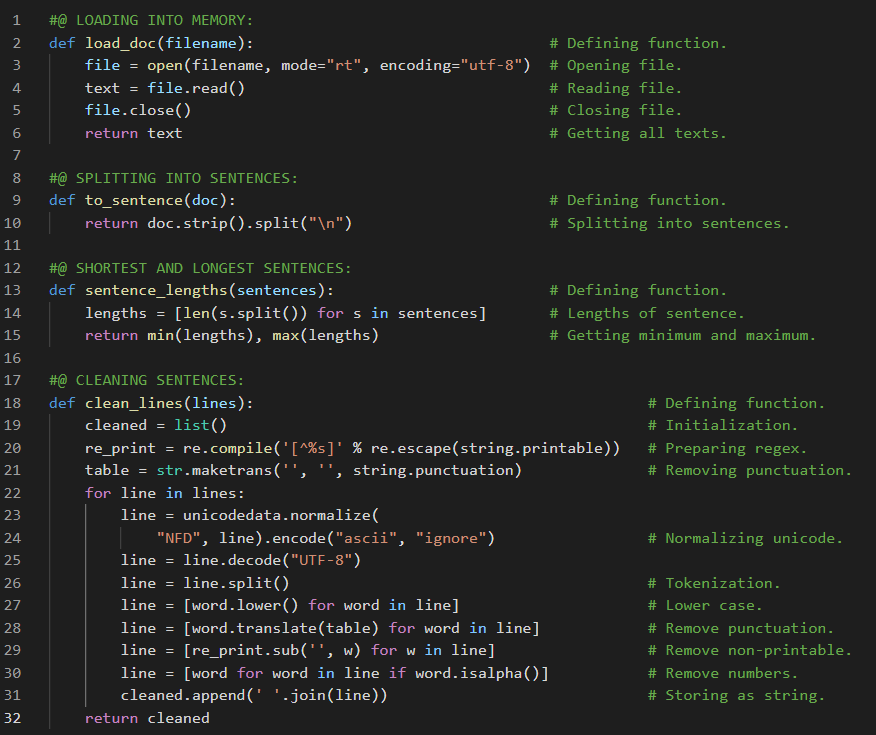 1 #@ LOADING INTO MEMORY:
2 def load_doc(filename): # Defining function.
3     file = open(filename, mode="rt", encoding="utf-8") # Opening file.
4     text = file.read() # Reading file.
5     file.close() # Closing file.
6     return text # Getting all texts.
7
8 #@ SPLITTING INTO SENTENCES:
9 def to_sentence(doc): # Defining function.
10     return doc.strip().split("\n") # Splitting into sentences.
11
12 #@ SHORTEST AND LONGEST SENTENCES:
13 def sentence_lengths(sentences): # Defining function.
14     lengths = [len(s.split()) for s in sentences] # Lengths of sentence.
15     return min(lengths), max(lengths) # Getting minimum and maximum.
16
17 #@ CLEANING SENTENCES:
18 def clean_lines(lines): # Defining function.
19     cleaned = list() # Initialization.
20     re_print = re.compile('[^%s]' % re.escape(string.printable)) # Preparing regex.
21     table = str.maketrans('', '', string.punctuation) # Removing punctuation.
22     for line in lines:
23         line = unicodedata.normalize(
24             "NFD", line).encode("ascii", "ignore") # Normalizing unicode.
25         line = line.decode("UTF-8")
26         line = line.split() # Tokenization.
27         line = [word.lower() for word in line] # Lower case.
28         line = [word.translate(table) for word in line] # Remove punctuation.
29         line = [re_print.sub('', w) for w in line] # Remove non-printable.
30         line = [word for word in line if word.isalpha()] # Remove numbers.
31         cleaned.append(' '.join(line)) # Storing as string.
32     return cleaned